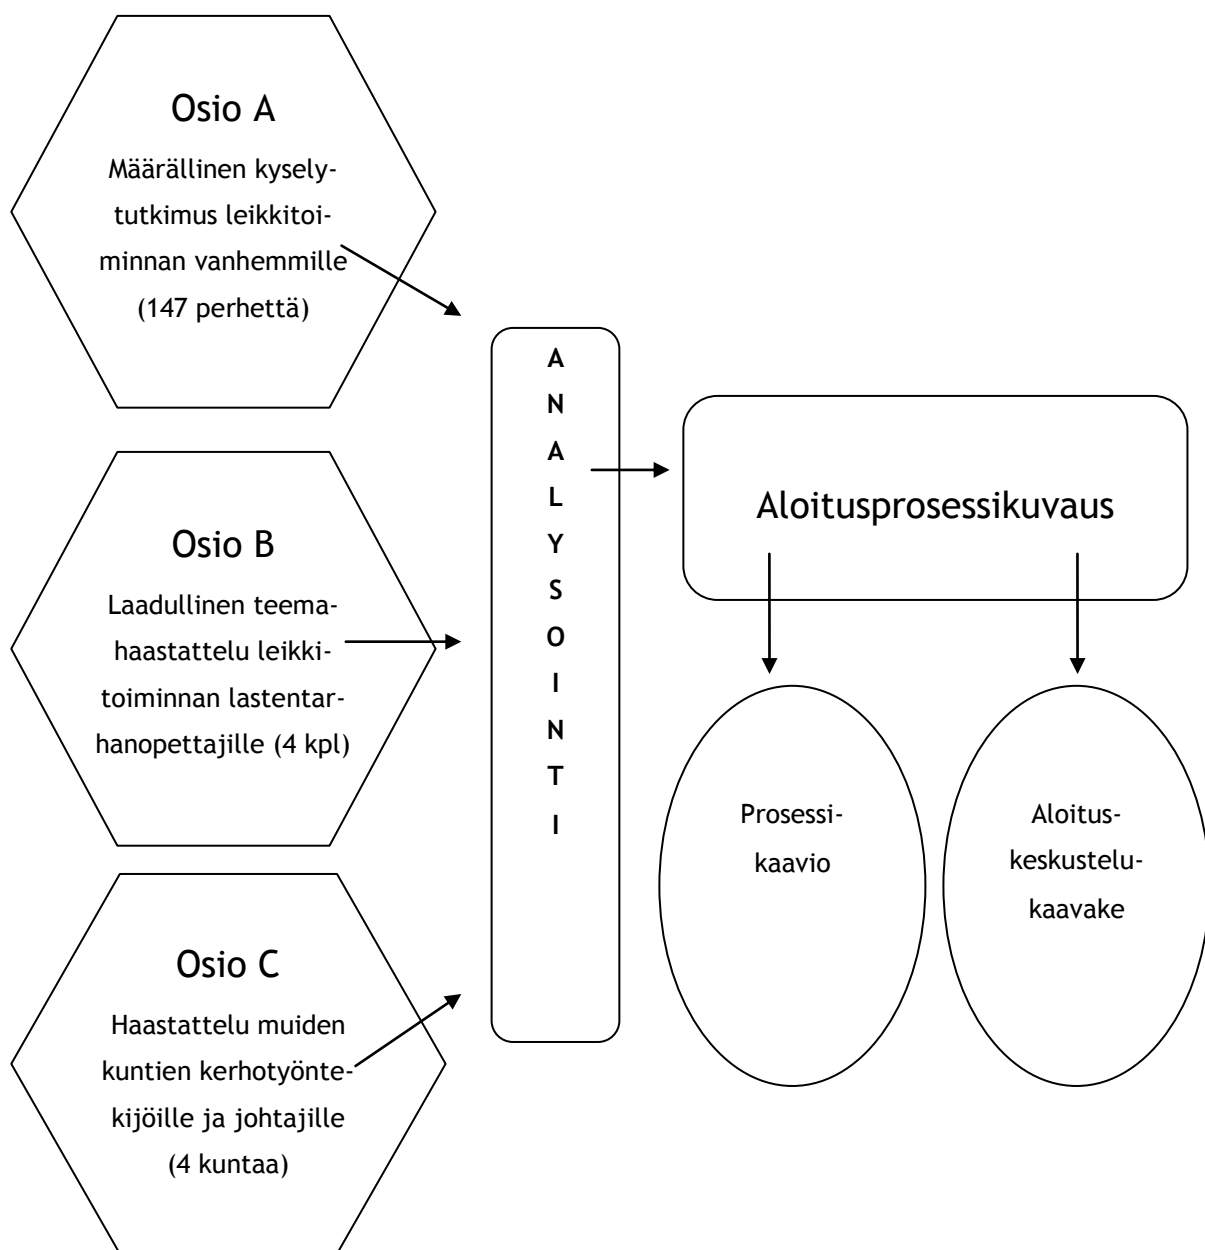 Osio A
Määrällinen kysely-
tutkimus leikkitoi-
minnan vanhemmille
(147 perhettä)
Osio B
Laadullinen teema-
haastattelu leikki-
toiminnan lastentar-
hanopettajille (4 kpl)
Osio C
Haastattelu muiden
kuntien kerhotyönte-
kijöille ja johtajille
(4 kuntaa)
A
N
A
L
Y
S
O
I
N
T
I
Aloitusprosessikuvaus
Prosessi-
kaavio
Aloitus-
keskustelu-
kaavake